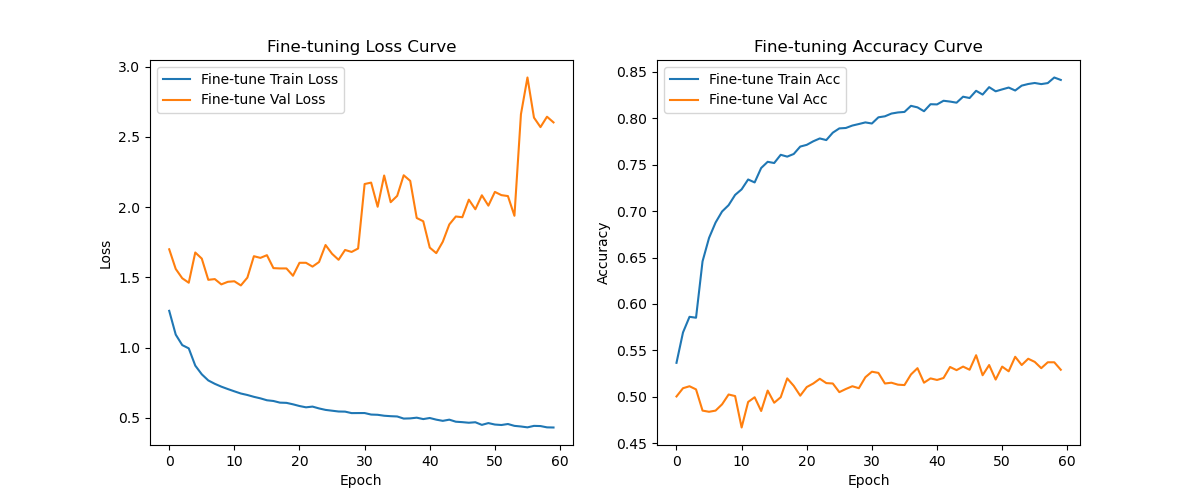 Fine-tuning Loss Curve
Fine-tune Train Loss
Fine-tune Val Loss
3.0
2.5
2.0
1.5
1.0
0.5
Loss
0 10 20 30 40 50 60
Epoch
Fine-tuning Accuracy Curve
Fine-tune Train Acc
Fine-tune Val Acc
0.85
0.80
0.75
0.70
0.65
0.60
0.55
0.50
0.45
Accuracy
0 10 20 30 40 50 60
Epoch